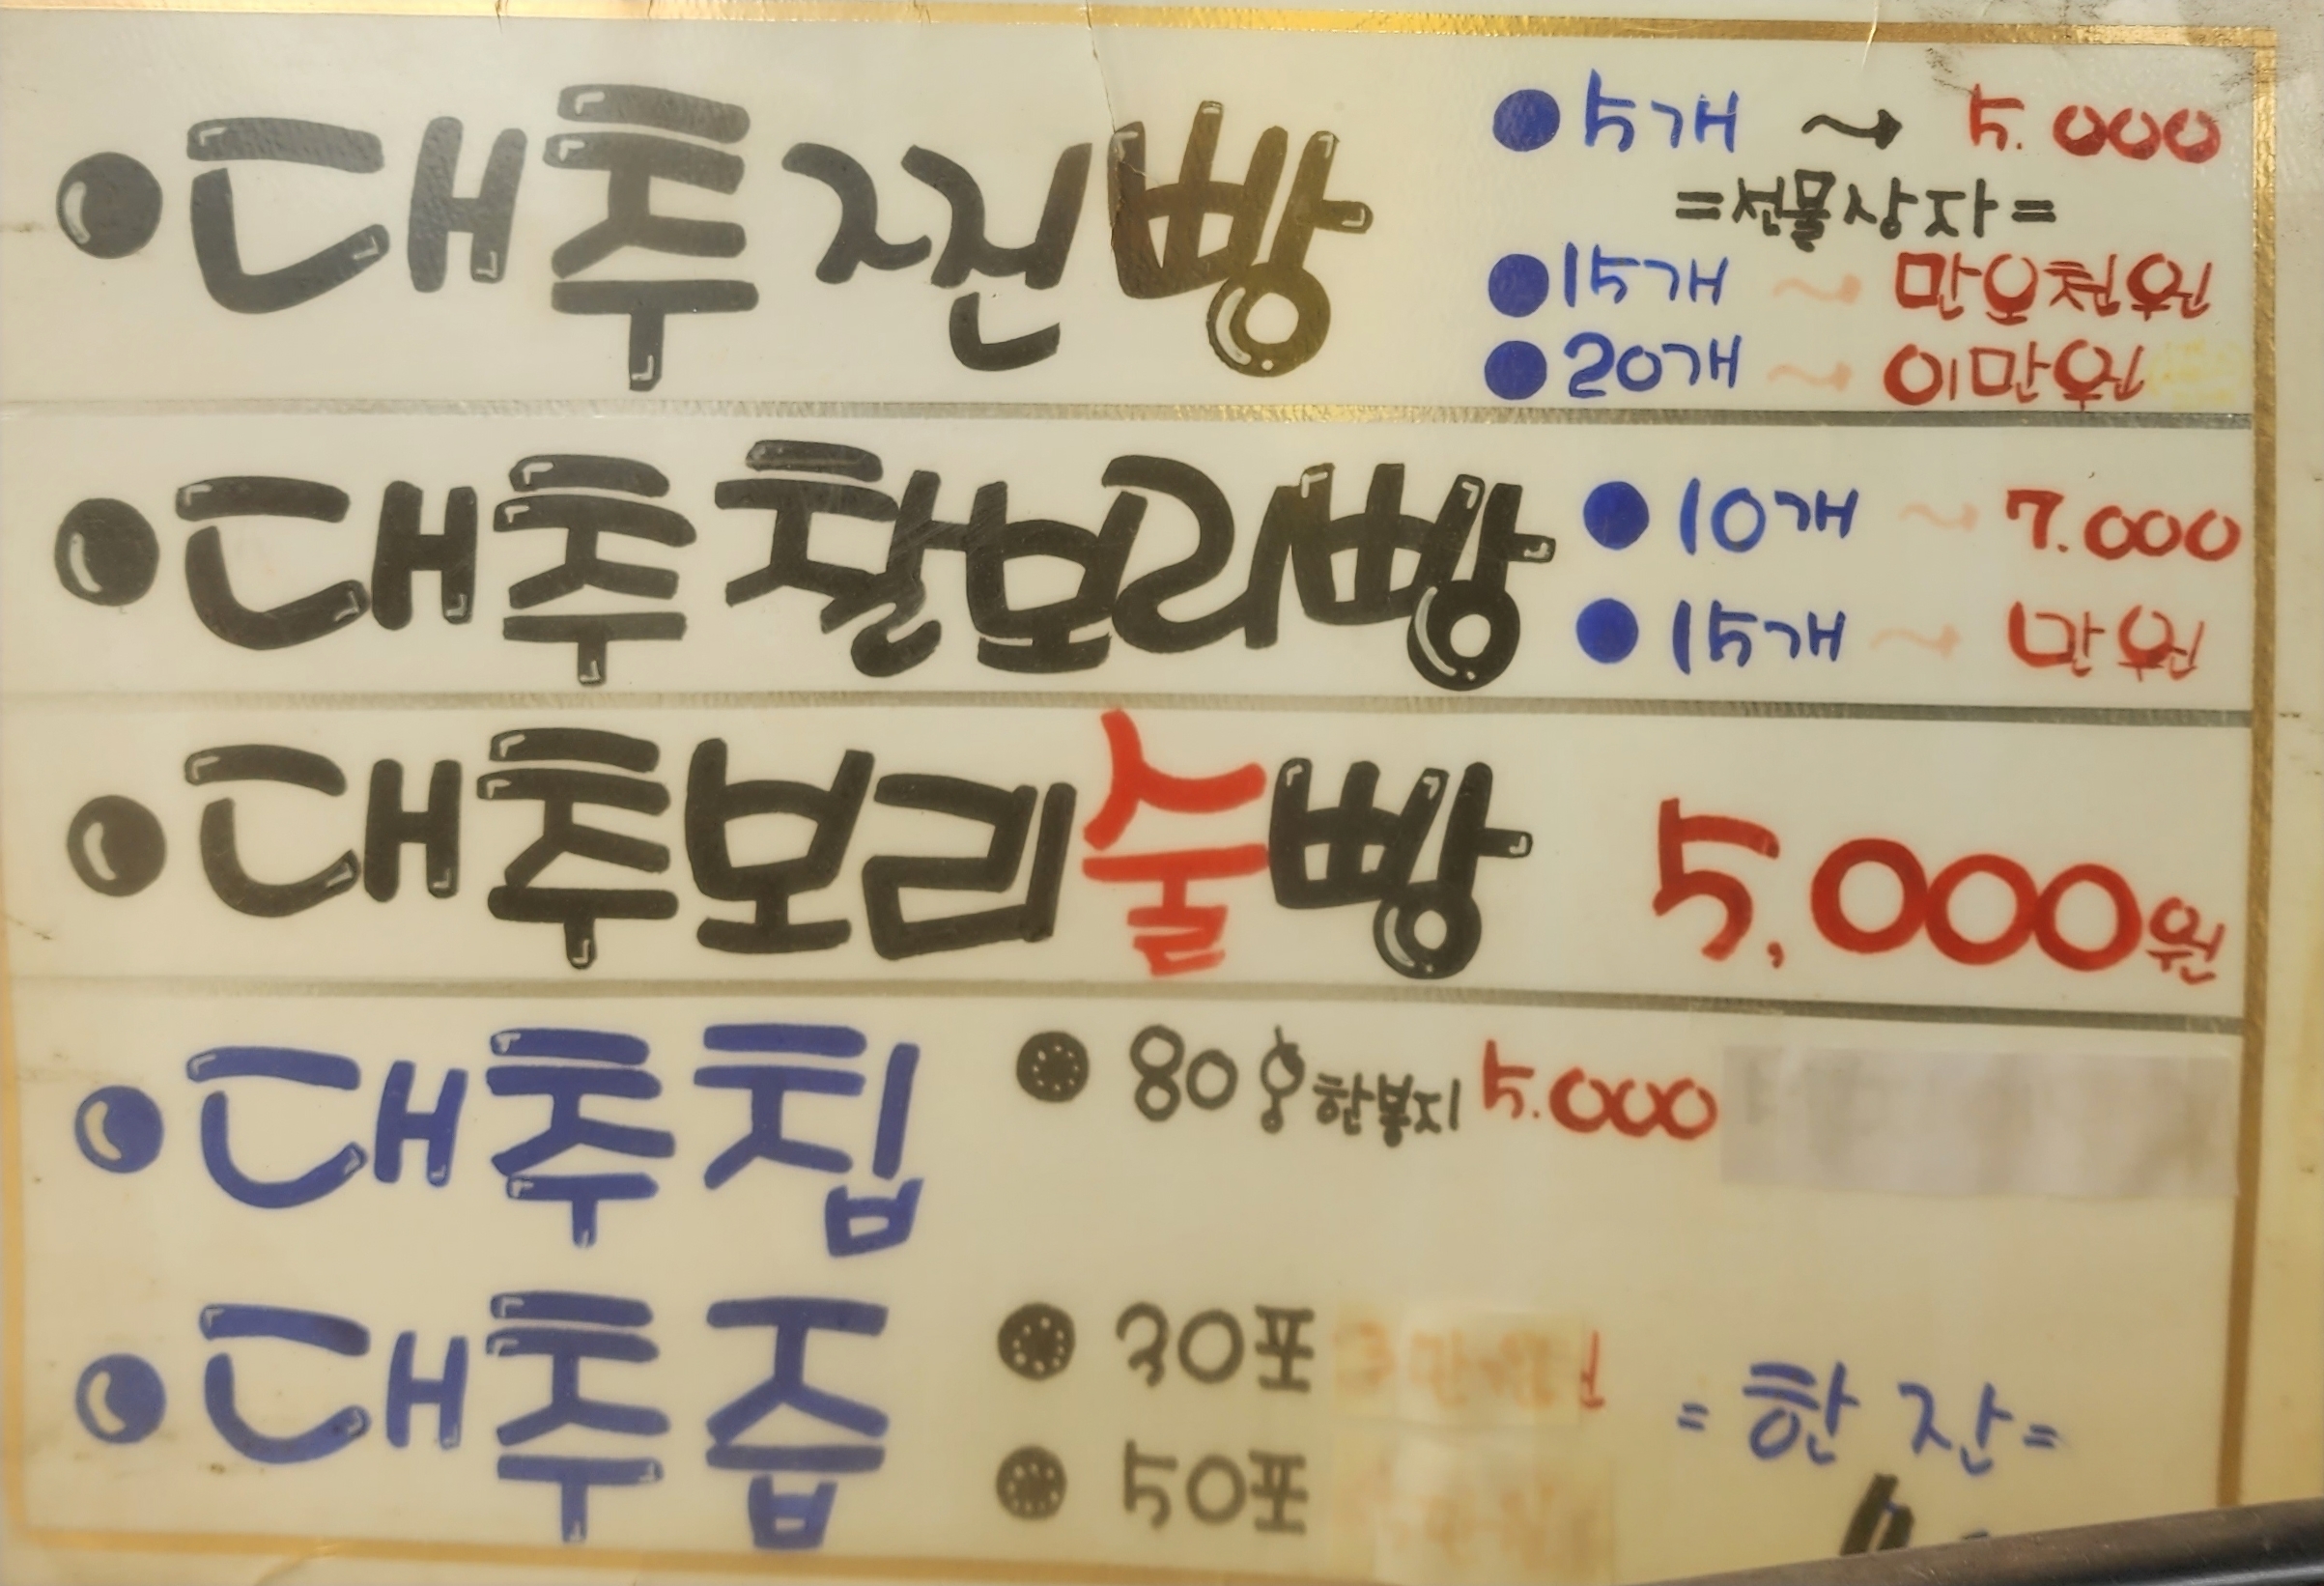 ●대추찐빵
●5개 → 5.000
=선물상자=
●15개 ~ 만오천원
●20개 ~ 이만원
●대추찰보리빵
●10개 ~ 7.000
●15개 ~ 만원
●대추보리술빵 5,000원
●대추칩 ●80g한봉지 5.000
●대추즙 ●30포
●50포
=한 잔=